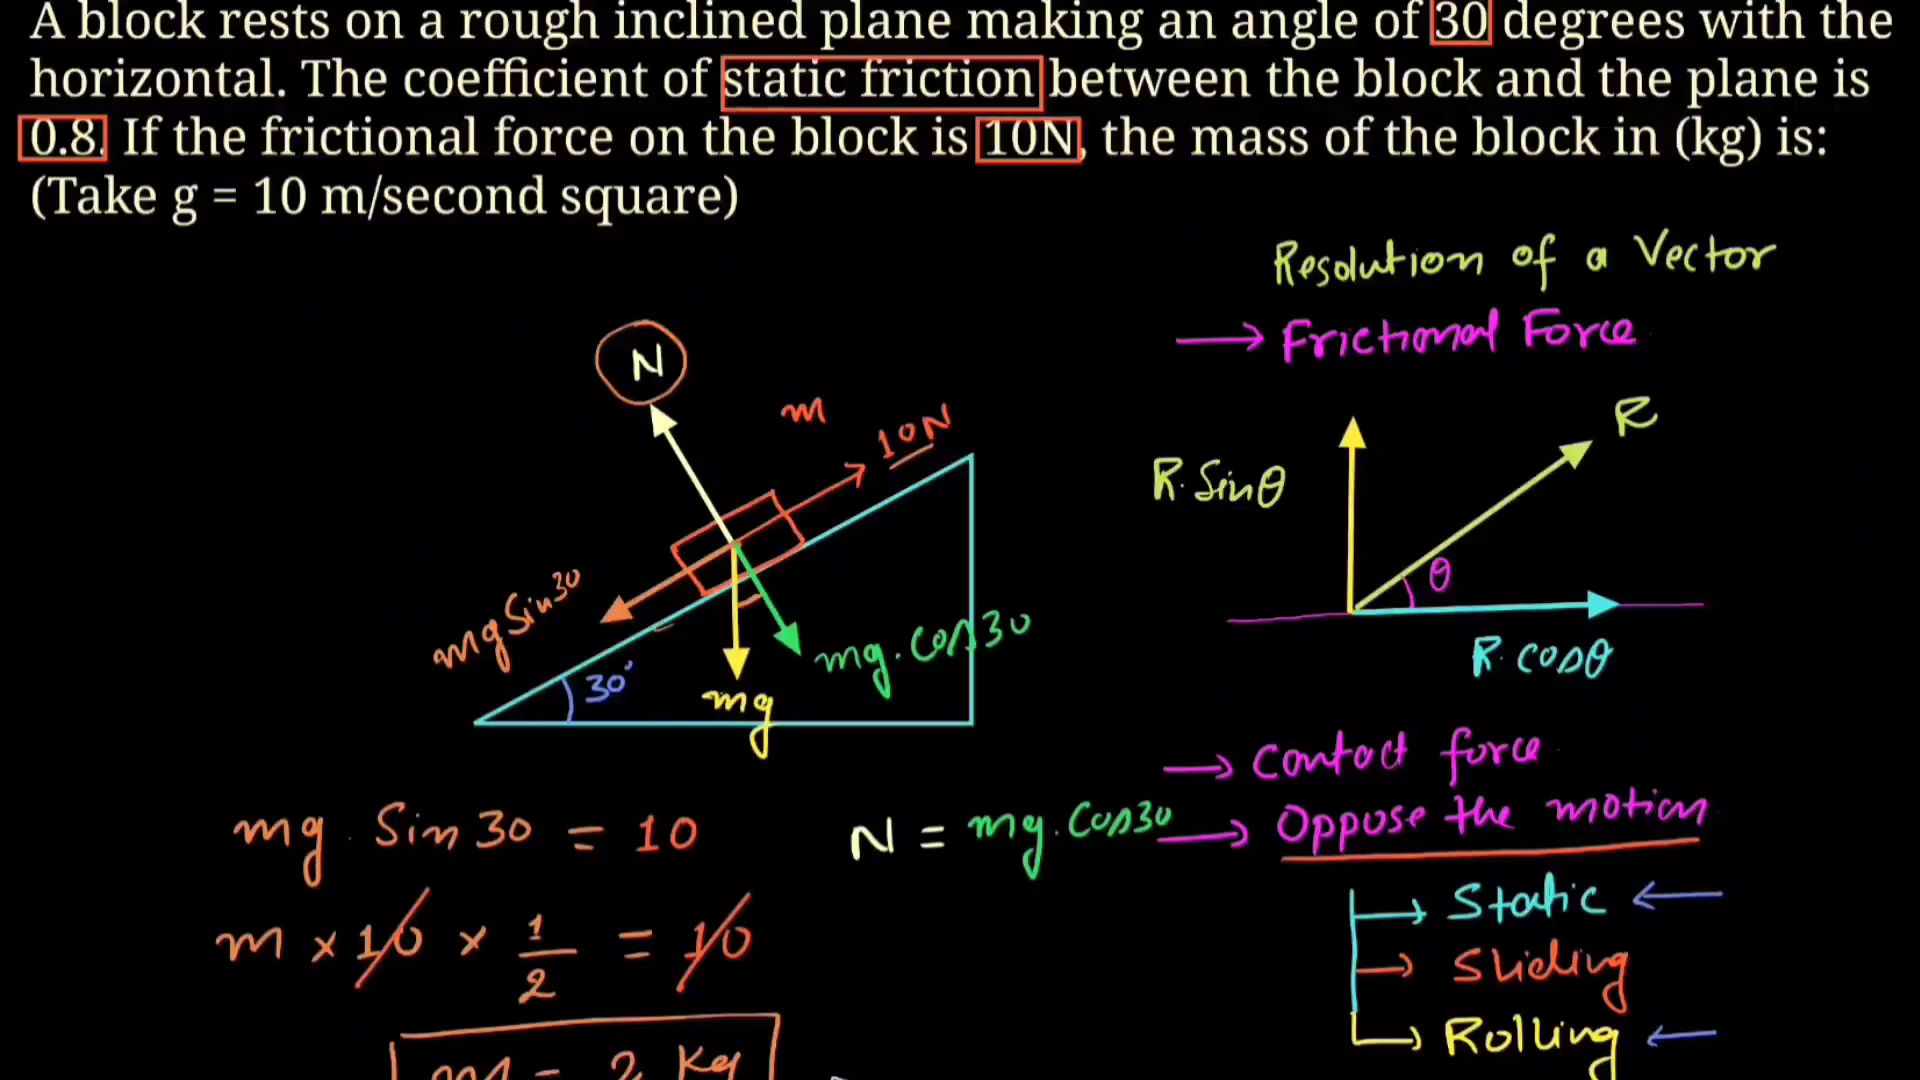 A block rests on a rough inclined plane making an angle of 30 degrees with the
horizontal. The coefficient of static friction between the block and the plane is
0.8. If the frictional force on the block is 10N, the mass of the block in (kg) is:
(Take g = 10 m/second square)
Resolution of a Vector
→ Frictional Force
N
m
10N
mg Sin30
30°
mg
mg. Cos30
R
R. Sinθ
θ
R. cosθ
mg. Sin 30 = 10
N = mg. Cos30
m × 10 × 1/2 = 10
m = 2 Kg
→ Contact force
→ Oppose the motion
→ Static ←
→ Sliding
→ Rolling ←